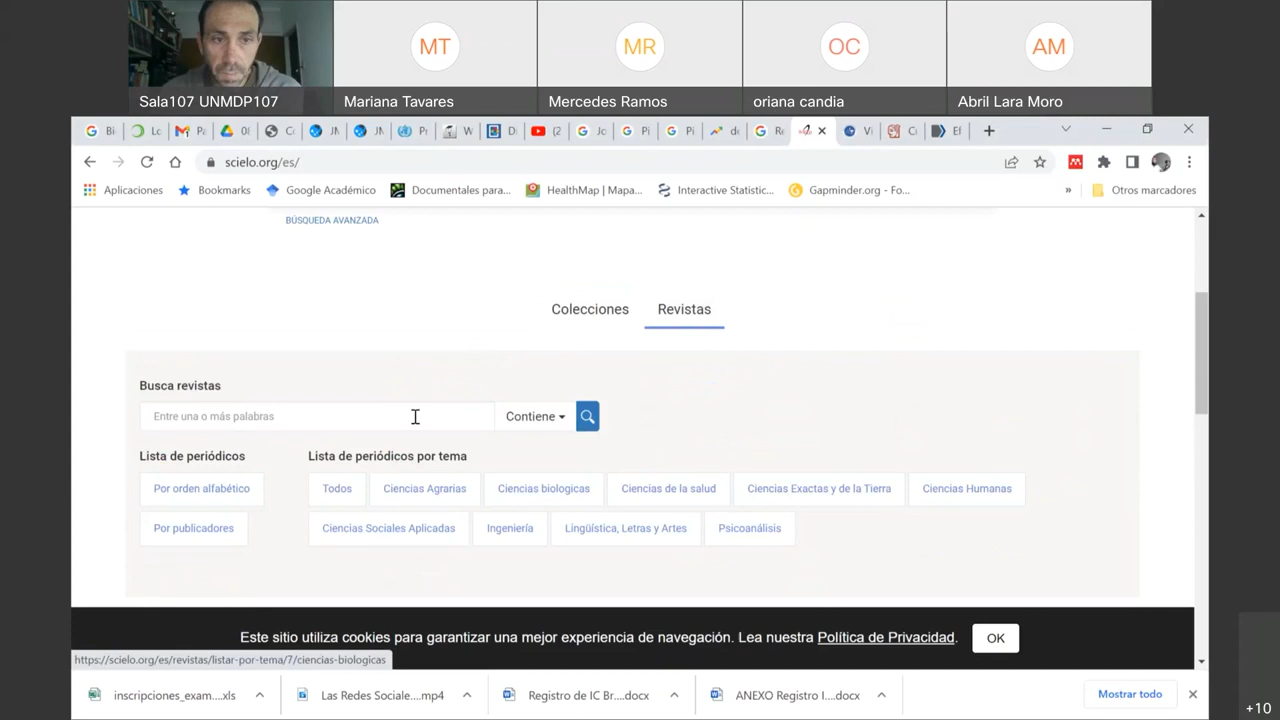 MT
MR
OC
AM
Sala107 UNMDP107
Mariana Tavares
Mercedes Ramos
oriana candia
Abril Lara Moro
scielo.org/es/
Aplicaciones
Bookmarks
Google Académico
Documentales para...
HealthMap | Mapa...
Interactive Statistic...
Gapminder.org - Fo...
»
Otros marcadores
BÚSQUEDA AVANZADA
Colecciones
Revistas
Busca revistas
Entre una o más palabras
Contiene
Lista de periódicos
Lista de periódicos por tema
Por orden alfabético
Todos
Ciencias Agrarias
Ciencias biologicas
Ciencias de la salud
Ciencias Exactas y de la Tierra
Ciencias Humanas
Por publicadores
Ciencias Sociales Aplicadas
Ingeniería
Lingüística, Letras y Artes
Psicoanálisis
Este sitio utiliza cookies para garantizar una mejor experiencia de navegación. Lea nuestra Política de Privacidad.
OK
https://scielo.org/es/revistas/listar-por-tema/7/ciencias-biologicas
inscripciones_exam....xls
Las Redes Sociale....mp4
Registro de IC Br....docx
ANEXO Registro I....docx
Mostrar todo
+10